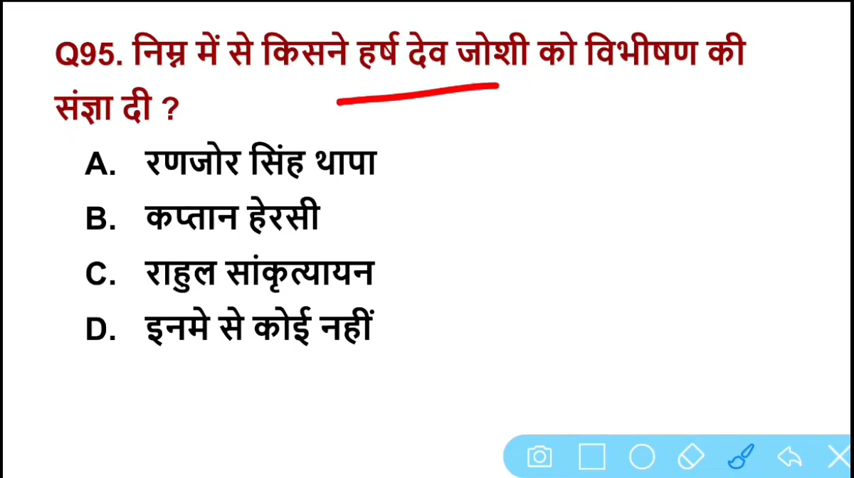 Q95. निम्न में से किसने हर्ष देव जोशी को विभीषण की
संज्ञा दी ?
A. रणजोर सिंह थापा
B. कप्तान हेरसी
C. राहुल सांकृत्यायन
D. इनमे से कोई नहीं